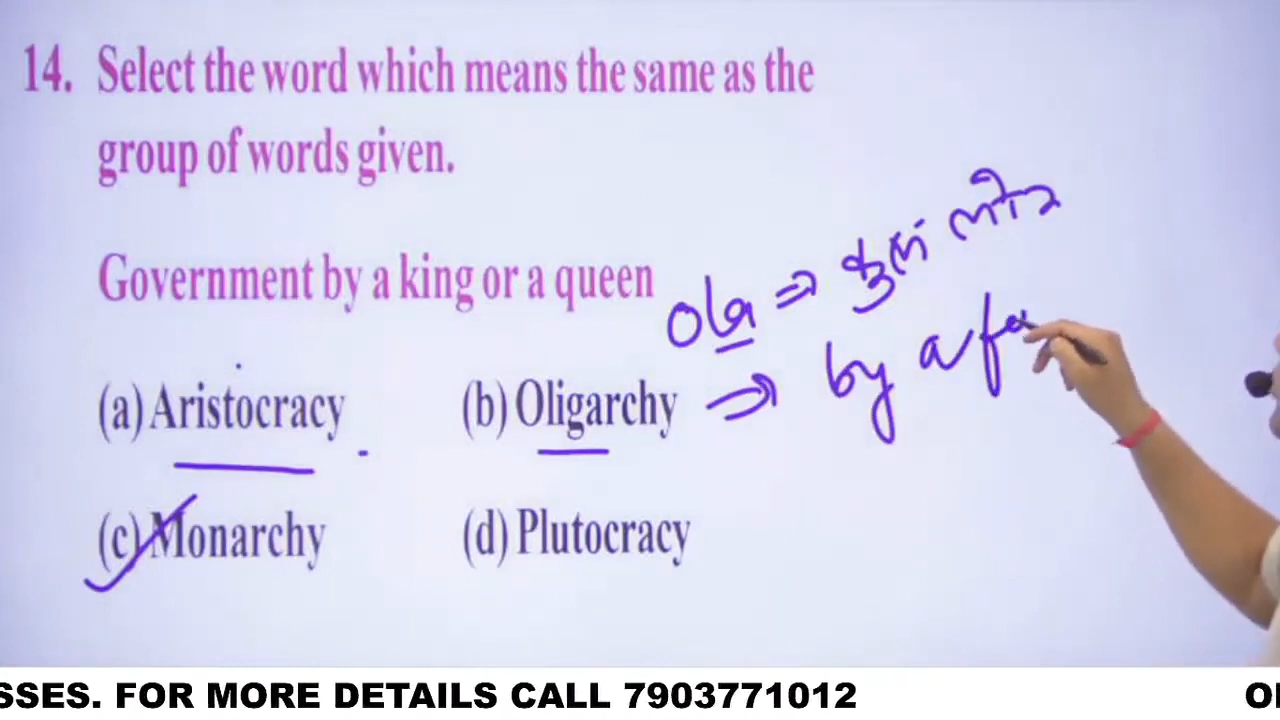 14. Select the word which means the same as the
group of words given.
Government by a king or a queen
(a) Aristocracy (b) Oligarchy
(c) Monarchy (d) Plutocracy
⇒
⇒ by a
SSES. FOR MORE DETAILS CALL 7903771012